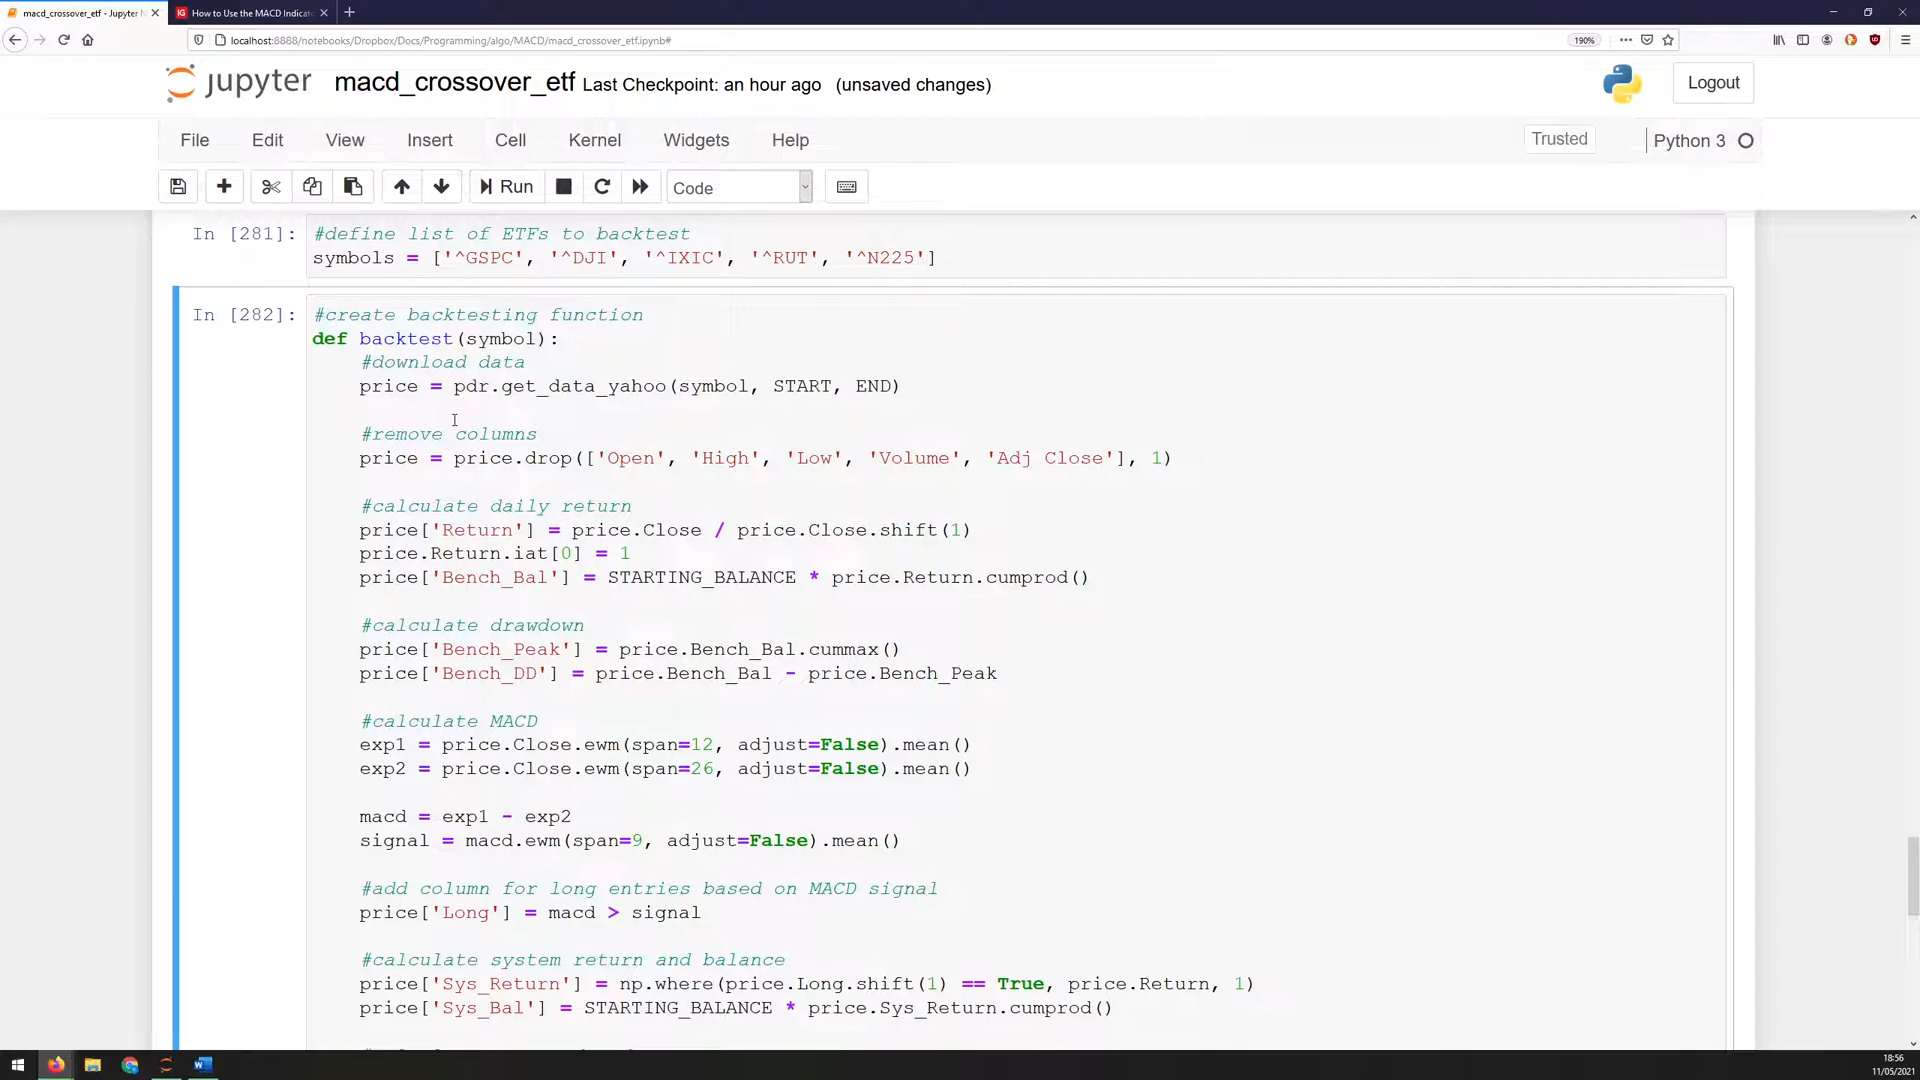 macd_crossover_etf - Jupyter N
How to Use the MACD Indicat
localhost:8888/notebooks/Dropbox/Docs/Programming/algo/MACD/macd_crossover_etf.ipynb#
190%
jupyter macd_crossover_etf Last Checkpoint: an hour ago (unsaved changes)
Logout
File Edit View Insert Cell Kernel Widgets Help
Trusted
Python 3
Run
Code
In [281]: #define list of ETFs to backtest
symbols = ['^GSPC', '^DJI', '^IXIC', '^RUT', '^N225']
In [282]: #create backtesting function
def backtest(symbol):
#download data
price = pdr.get_data_yahoo(symbol, START, END)
#remove columns
price = price.drop(['Open', 'High', 'Low', 'Volume', 'Adj Close'], 1)
#calculate daily return
price['Return'] = price.Close / price.Close.shift(1)
price.Return.iat[0] = 1
price['Bench_Bal'] = STARTING_BALANCE * price.Return.cumprod()
#calculate drawdown
price['Bench_Peak'] = price.Bench_Bal.cummax()
price['Bench_DD'] = price.Bench_Bal - price.Bench_Peak
#calculate MACD
exp1 = price.Close.ewm(span=12, adjust=False).mean()
exp2 = price.Close.ewm(span=26, adjust=False).mean()
macd = exp1 - exp2
signal = macd.ewm(span=9, adjust=False).mean()
#add column for long entries based on MACD signal
price['Long'] = macd > signal
#calculate system return and balance
price['Sys_Return'] = np.where(price.Long.shift(1) == True, price.Return, 1)
price['Sys_Bal'] = STARTING_BALANCE * price.Sys_Return.cumprod()
18:56
11/05/2021